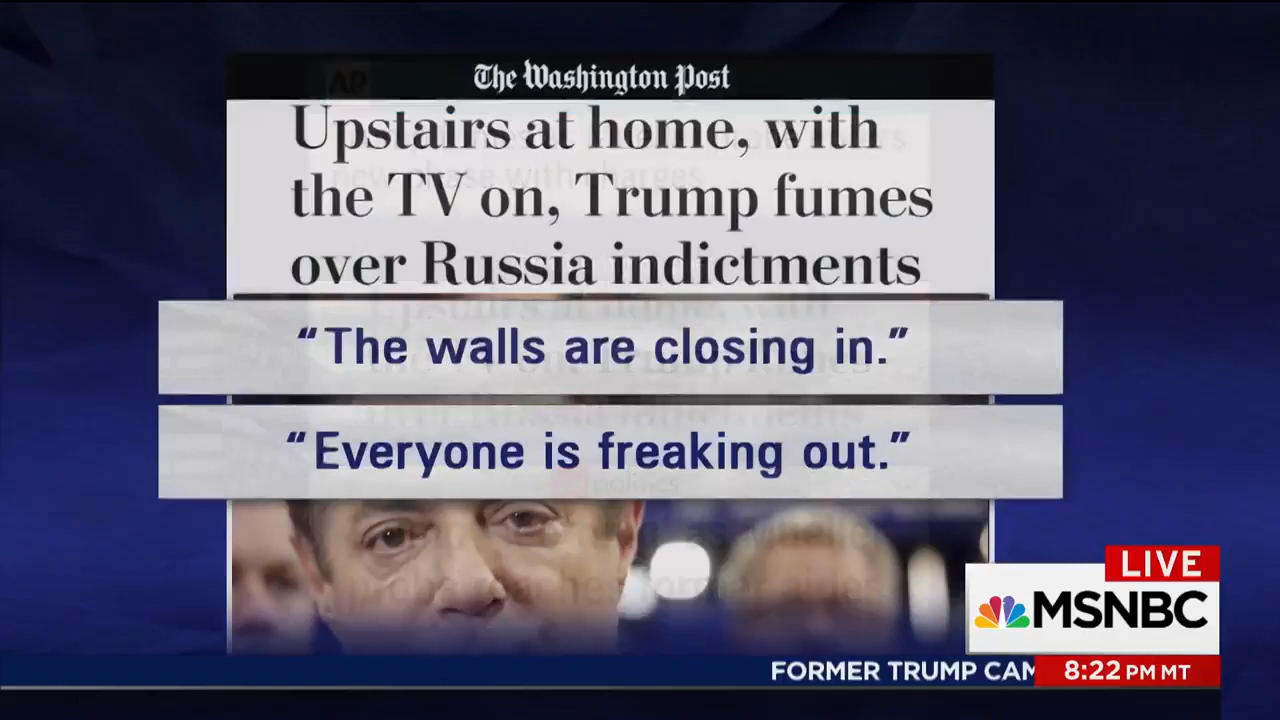 The Washington Post
Upstairs at home, with
the TV on, Trump fumes
over Russia indictments
“The walls are closing in.”
“Everyone is freaking out.”
politics
LIVE
MSNBC
FORMER TRUMP CAM
8:22 PM MT